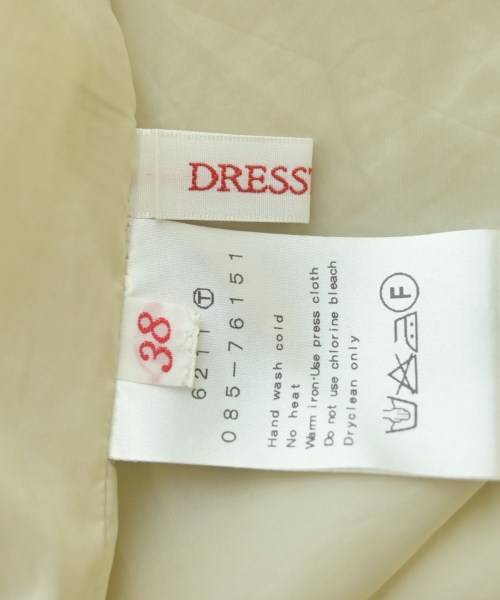 DRESST
38
6211 Ⓣ
085-76151
Hand wash cold
No heat
Warm iron·Use press cloth
Do not use chlorine bleach
Dryclean only
F